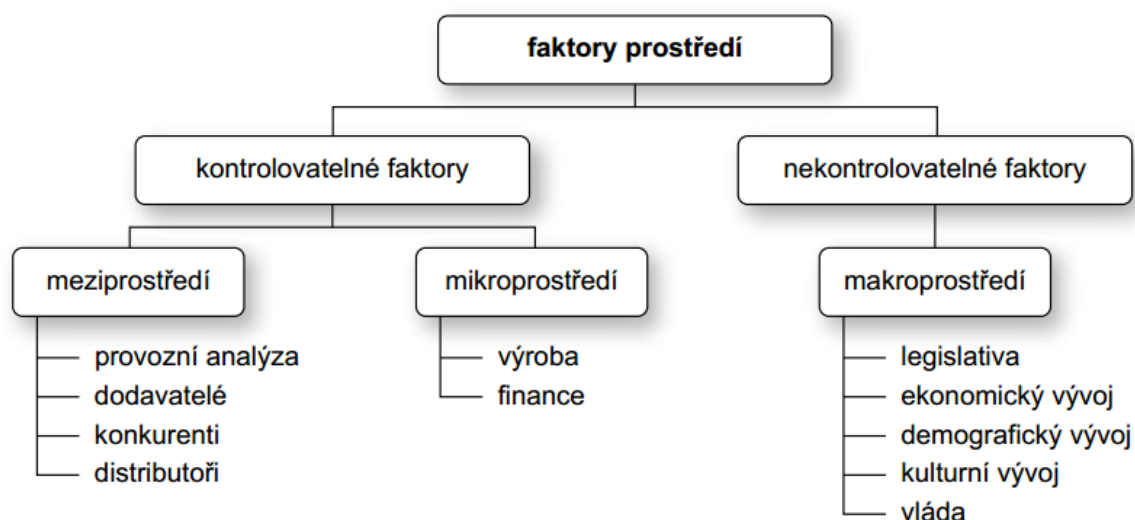 faktory prostředí
kontrolovatelné faktory
nekontrolovatelné faktory
meziprostředí
mikroprostředí
makroprostředí
provozní analýza
dodavatelé
konkurenti
distributoři
výroba
finance
legislativa
ekonomický vývoj
demografický vývoj
kulturní vývoj
vláda